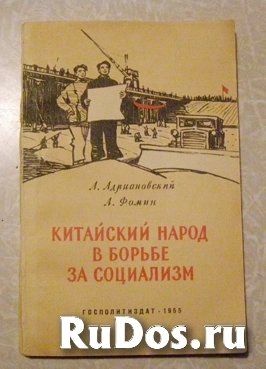 Л. Адриановский
Л. Фомин
КИТАЙСКИЙ НАРОД
В БОРЬБЕ
ЗА СОЦИАЛИЗМ
ГОСПОЛИТИЗДАТ · 1955
RuDos.ru